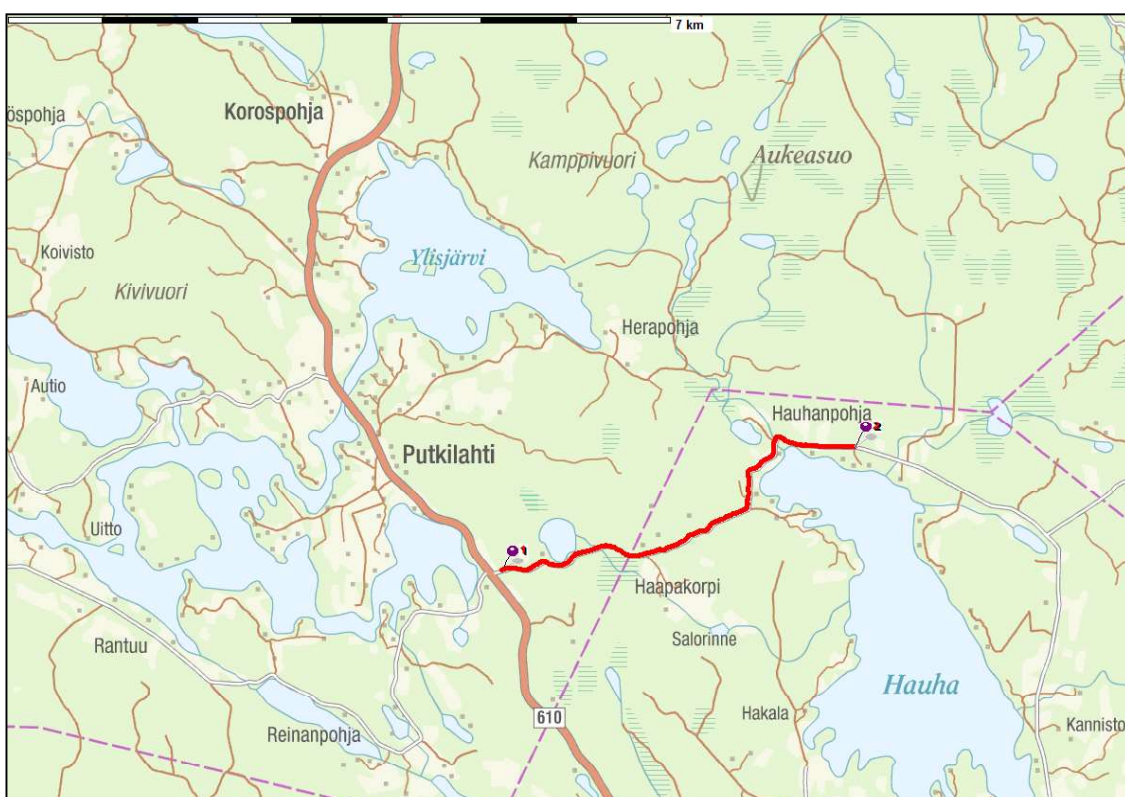 7 km
Korospohja
öspohja
Kamppivuori
Aukeasuo
Koivisto
Ylisjärvi
Kivivuori
Herapohja
Autio
Hauhanpohja
2
Putkilahti
Uitto
1
Haapakorpi
Rantuu
Salorinne
Hauha
610
Hakala
Reinanpohja
Kannisto